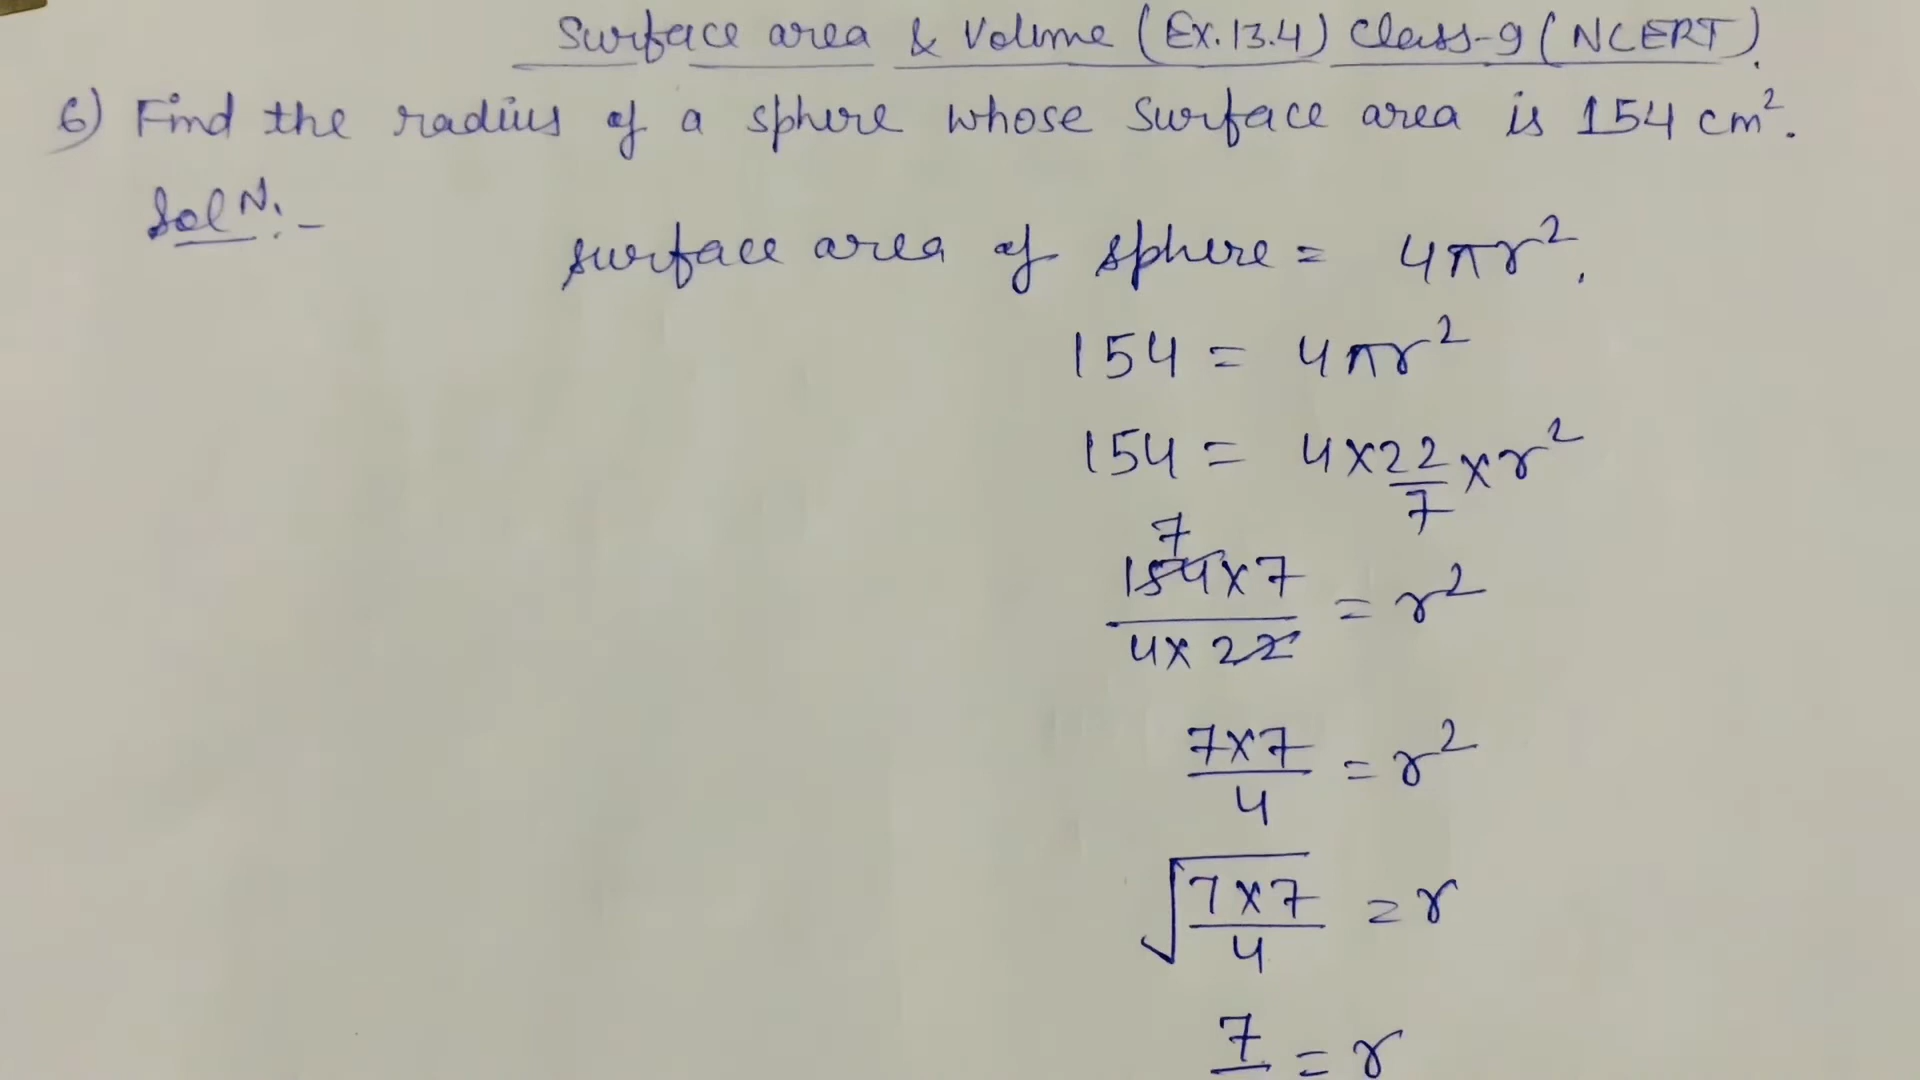 Surface area & Volume (Ex.13.4) Class-9 (NCERT).
6) Find the radius of a sphere whose surface area is 154 cm².
Sol N:-
surface area of sphere = 4πr².
154 = 4πr²
154 = 4×22/7×r²
7
154×7/4×22 = r²
7×7/4 = r²
√7×7/4 = r
7/ = r